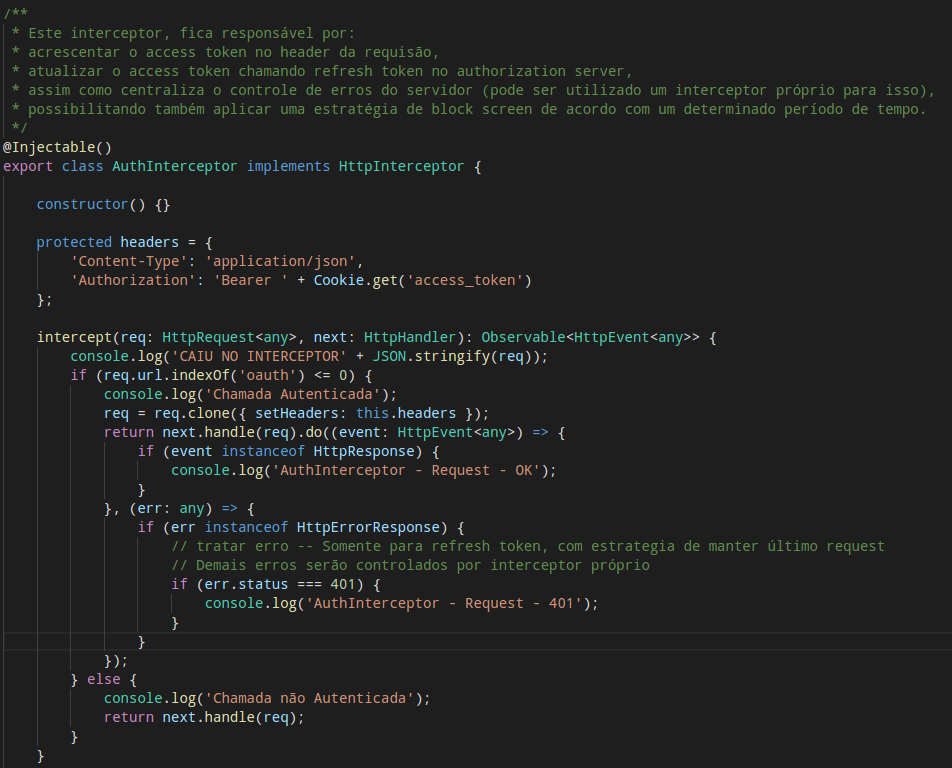 /**
 * Este interceptor, fica responsável por:
 * acrescentar o access token no header da requisão,
 * atualizar o access token chamando refresh token no authorization server,
 * assim como centraliza o controle de erros do servidor (pode ser utilizado um interceptor próprio para isso),
 * possibilitando também aplicar uma estratégia de block screen de acordo com um determinado período de tempo.
 */
@Injectable()
export class AuthInterceptor implements HttpInterceptor {
    constructor() {}
    protected headers = {
        'Content-Type': 'application/json',
        'Authorization': 'Bearer ' + Cookie.get('access_token')
    };
    intercept(req: HttpRequest<any>, next: HttpHandler): Observable<HttpEvent<any>> {
        console.log('CAIU NO INTERCEPTOR' + JSON.stringify(req));
        if (req.url.indexOf('oauth') <= 0) {
            console.log('Chamada Autenticada');
            req = req.clone({ setHeaders: this.headers });
            return next.handle(req).do((event: HttpEvent<any>) => {
                if (event instanceof HttpResponse) {
                    console.log('AuthInterceptor - Request - OK');
                }
            }, (err: any) => {
                if (err instanceof HttpErrorResponse) {
                    // tratar erro -- Somente para refresh token, com estrategia de manter último request
                    // Demais erros serão controlados por interceptor próprio
                    if (err.status === 401) {
                        console.log('AuthInterceptor - Request - 401');
                    }
                }
            });
        } else {
            console.log('Chamada não Autenticada');
            return next.handle(req);
        }
    }